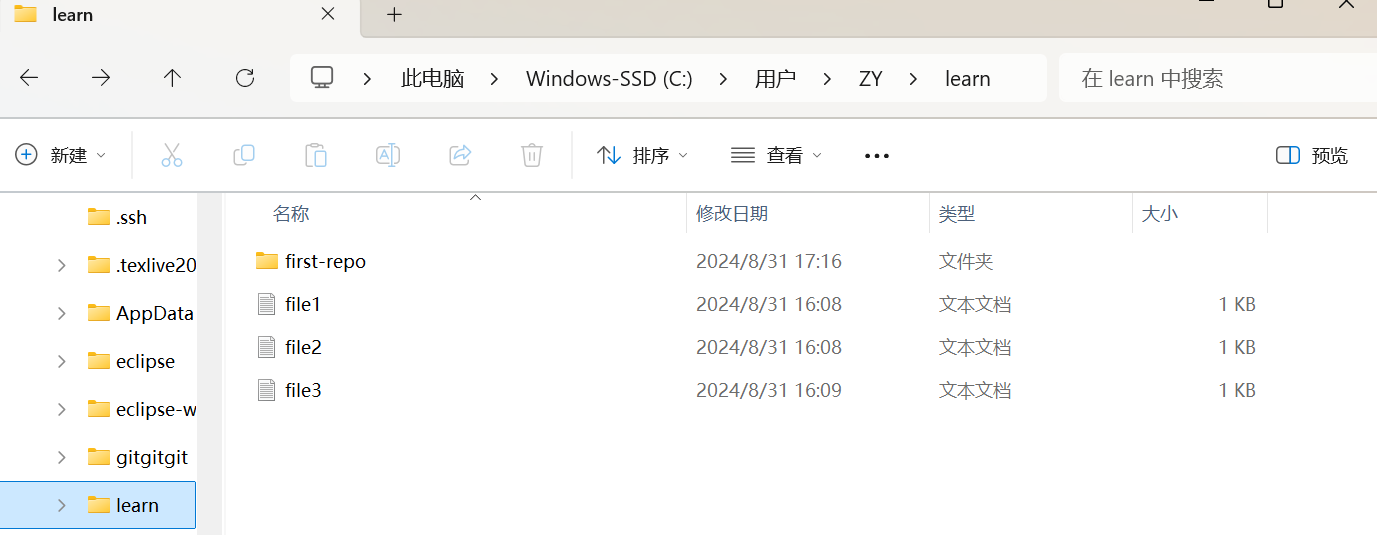 learn
此电脑 Windows-SSD (C:) 用户 ZY learn 在 learn 中搜索
新建 排序 查看 预览
名称 修改日期 类型 大小
.ssh
.texlive20
AppData
eclipse
eclipse-w
gitgitgit
learn
first-repo 2024/8/31 17:16 文件夹
file1 2024/8/31 16:08 文本文档 1 KB
file2 2024/8/31 16:08 文本文档 1 KB
file3 2024/8/31 16:09 文本文档 1 KB